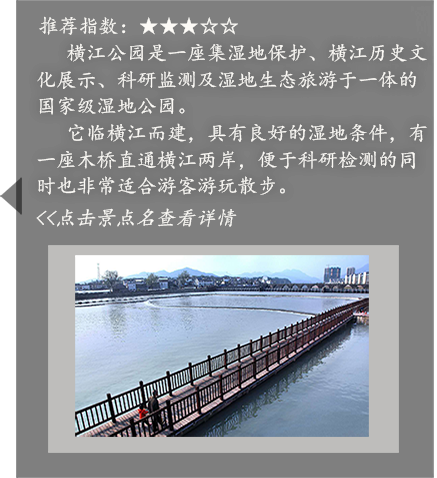 推荐指数：★★★☆☆
横江公园是一座集湿地保护、横江历史文
化展示、科研监测及湿地生态旅游于一体的
国家级湿地公园。
它临横江而建，具有良好的湿地条件，有
一座木桥直通横江两岸，便于科研检测的同
时也非常适合游客游玩散步。
<<点击景点名查看详情